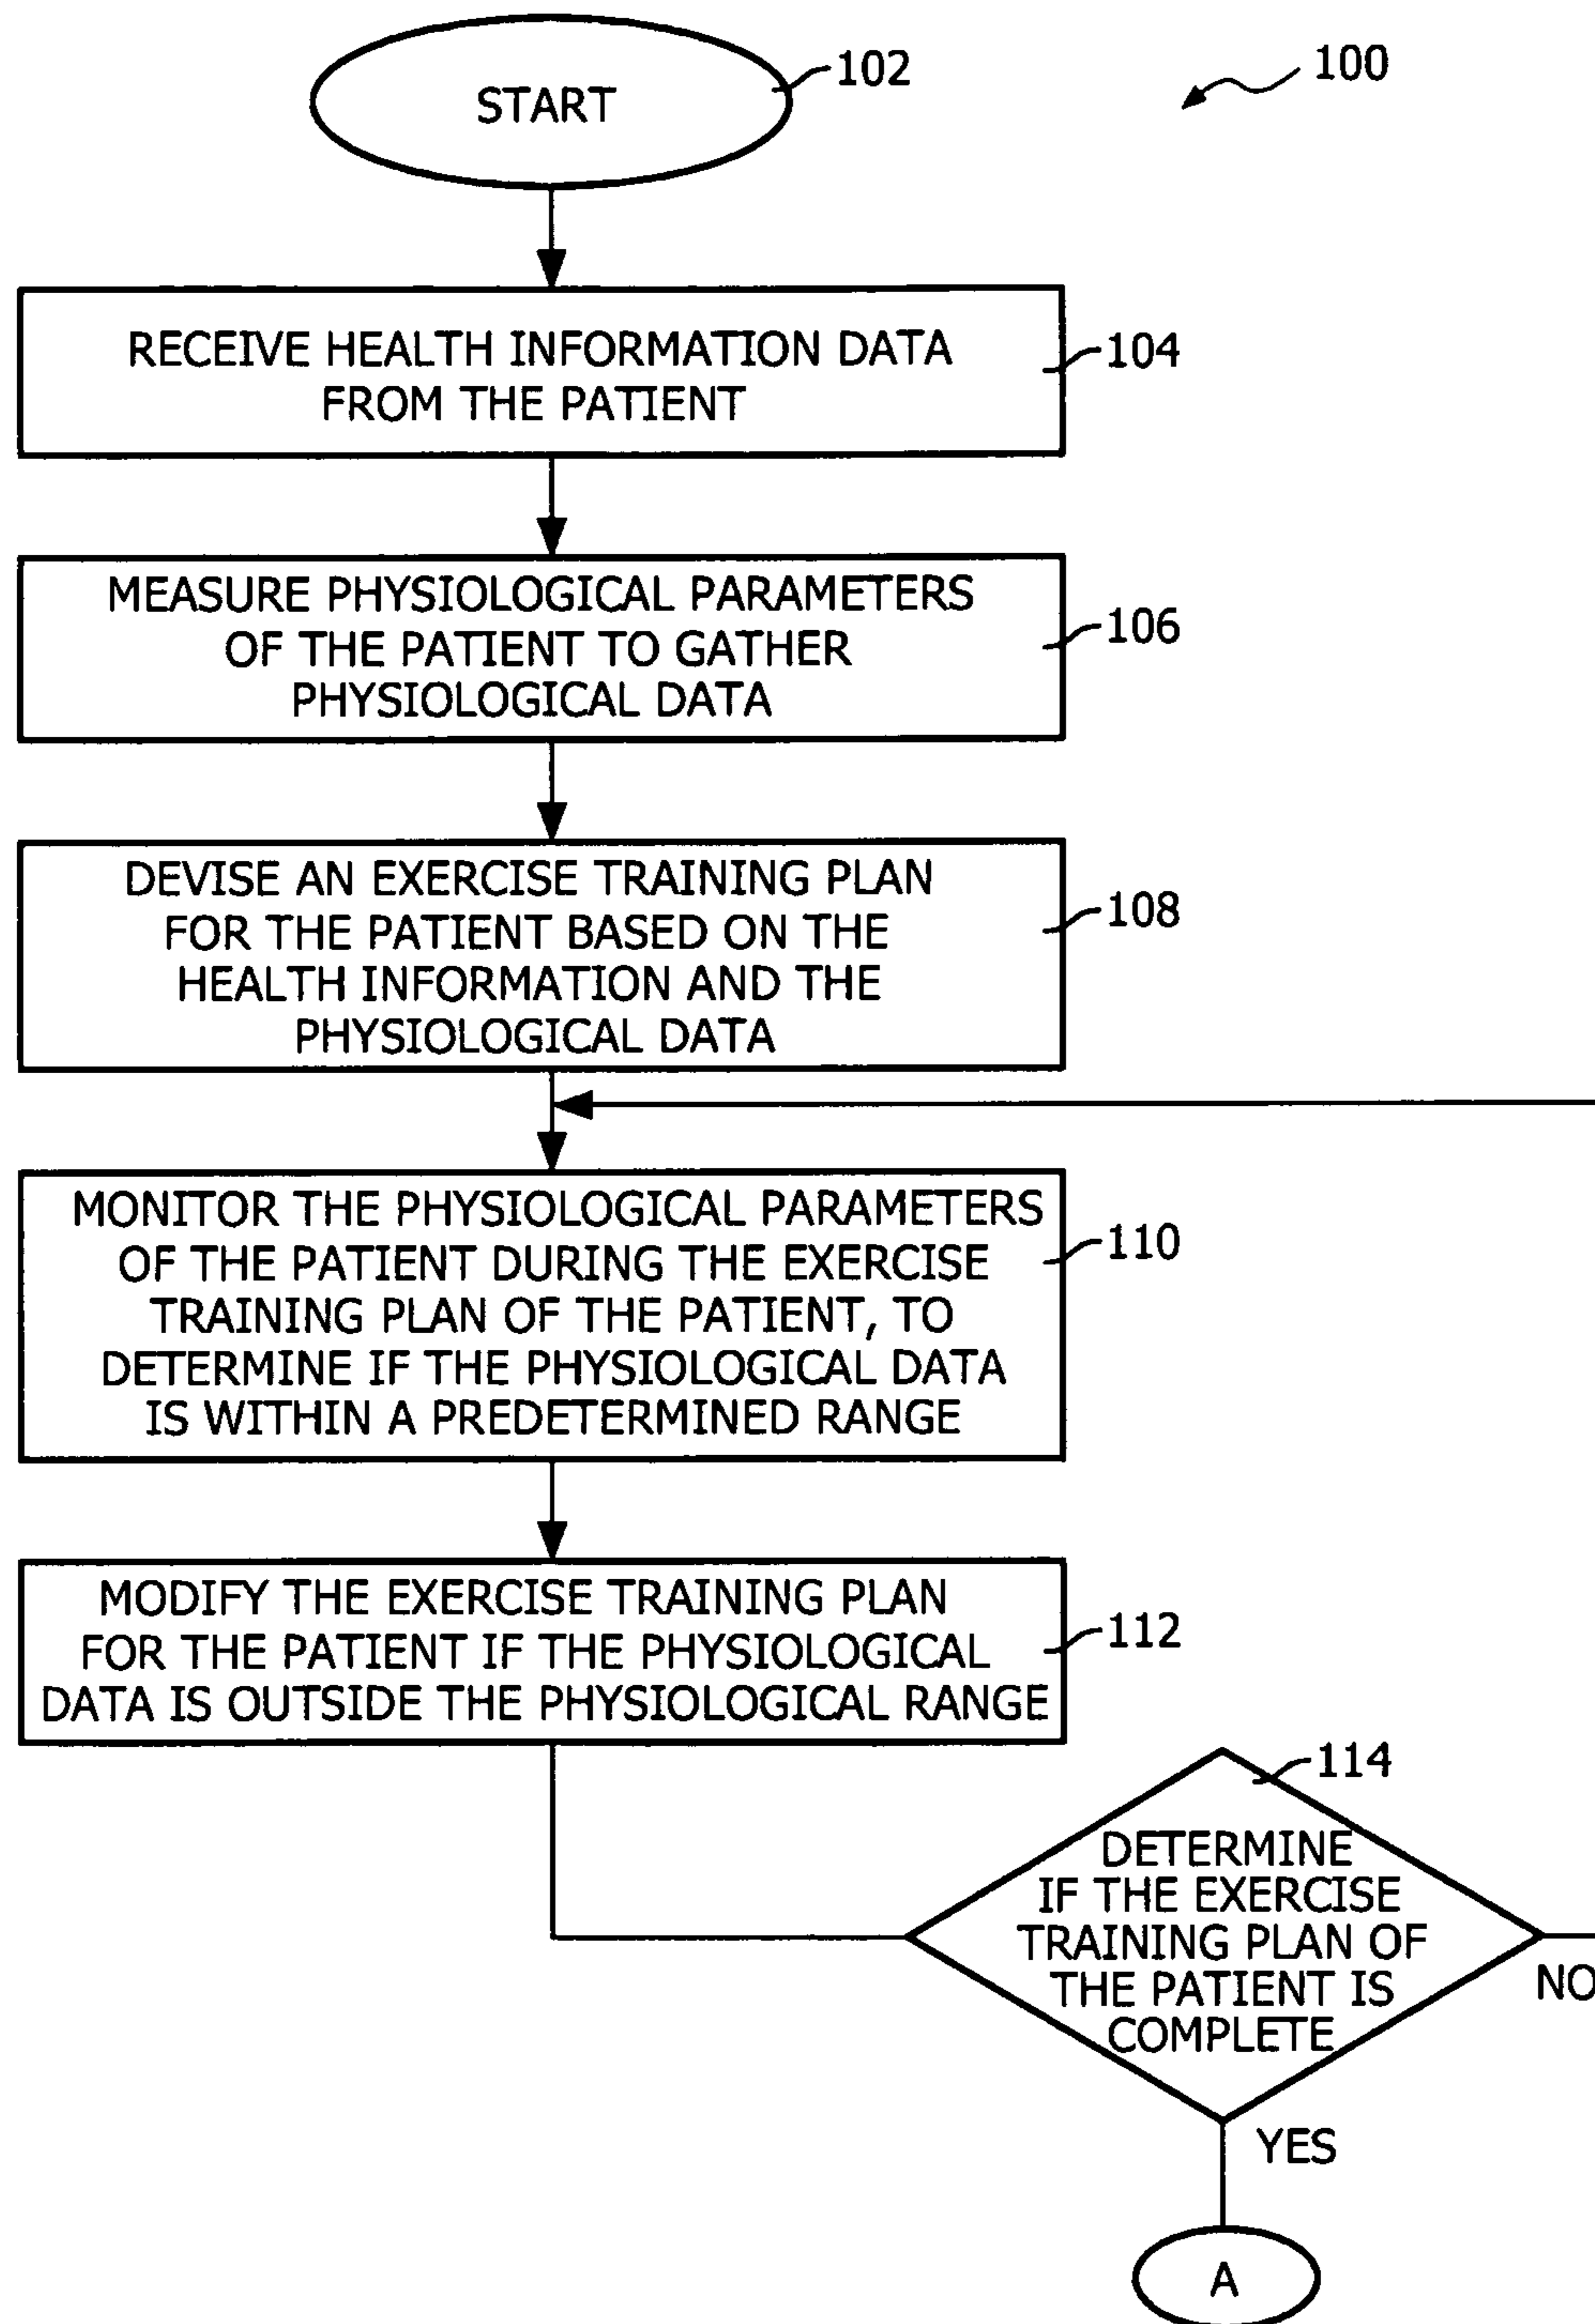 START
102
100
RECEIVE HEALTH INFORMATION DATA
FROM THE PATIENT
104
MEASURE PHYSIOLOGICAL PARAMETERS
OF THE PATIENT TO GATHER
PHYSIOLOGICAL DATA
106
DEVISE AN EXERCISE TRAINING PLAN
FOR THE PATIENT BASED ON THE
HEALTH INFORMATION AND THE
PHYSIOLOGICAL DATA
108
MONITOR THE PHYSIOLOGICAL PARAMETERS
OF THE PATIENT DURING THE EXERCISE
TRAINING PLAN OF THE PATIENT, TO
DETERMINE IF THE PHYSIOLOGICAL DATA
IS WITHIN A PREDETERMINED RANGE
110
MODIFY THE EXERCISE TRAINING PLAN
FOR THE PATIENT IF THE PHYSIOLOGICAL
DATA IS OUTSIDE THE PHYSIOLOGICAL RANGE
112
114
DETERMINE
IF THE EXERCISE
TRAINING PLAN OF
THE PATIENT IS
COMPLETE
NO
YES
A